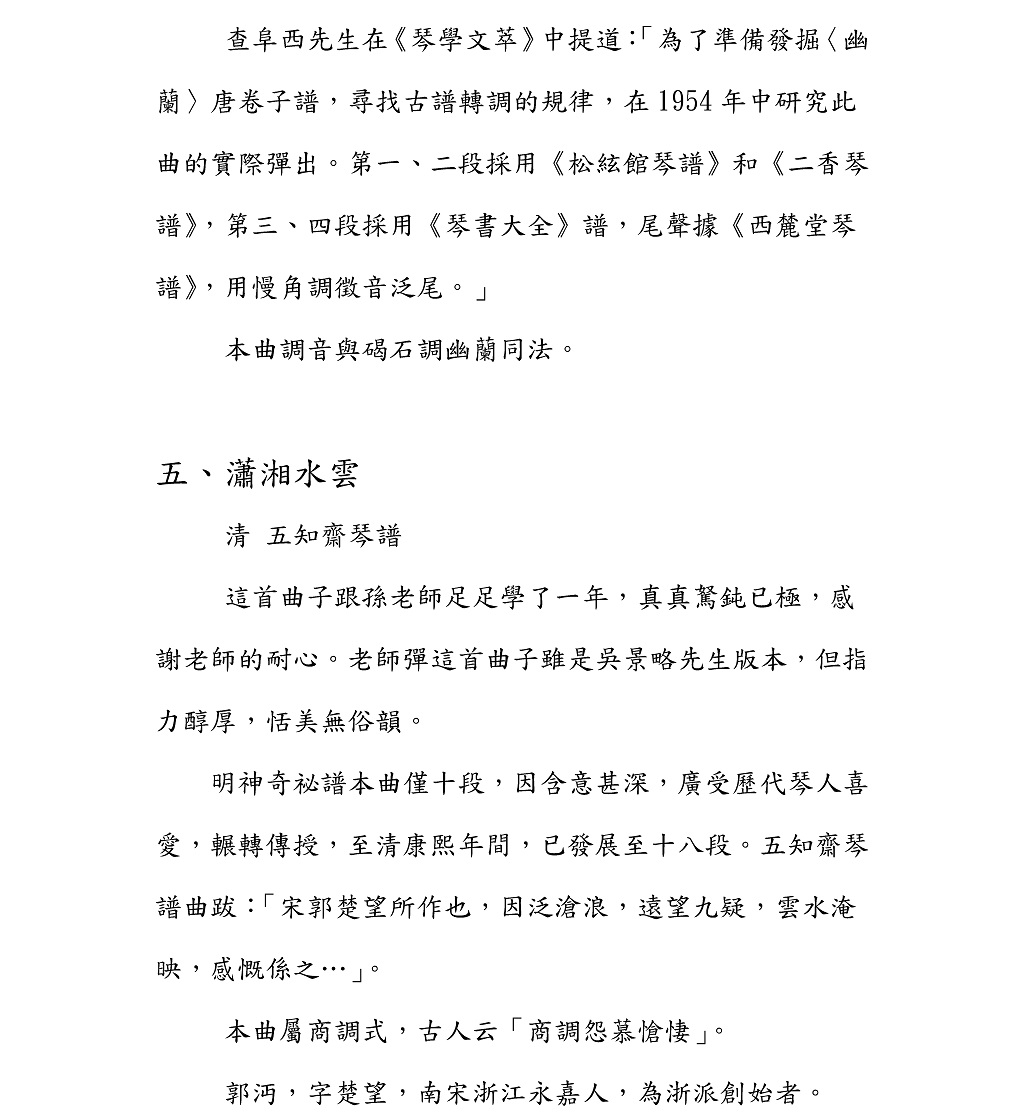 查阜西先生在《琴學文萃》中提道：「為了準備發掘〈幽
蘭〉唐卷子譜，尋找古譜轉調的規律，在 1954 年中研究此
曲的實際彈出。第一、二段採用《松絃館琴譜》和《二香琴
譜》，第三、四段採用《琴書大全》譜，尾聲據《西麓堂琴
譜》，用慢角調徵音泛尾。」
本曲調音與碣石調幽蘭同法。
五、瀟湘水雲
清 五知齋琴譜
這首曲子跟孫老師足足學了一年，真真駑鈍已極，感
謝老師的耐心。老師彈這首曲子雖是吳景略先生版本，但指
力醇厚，恬美無俗韻。
明神奇祕譜本曲僅十段，因含意甚深，廣受歷代琴人喜
愛，輾轉傳授，至清康熙年間，已發展至十八段。五知齋琴
譜曲跋：「宋郭楚望所作也，因泛滄浪，遠望九疑，雲水淹
映，感慨係之…」。
本曲屬商調式，古人云「商調怨慕愴悽」。
郭沔，字楚望，南宋浙江永嘉人，為浙派創始者。